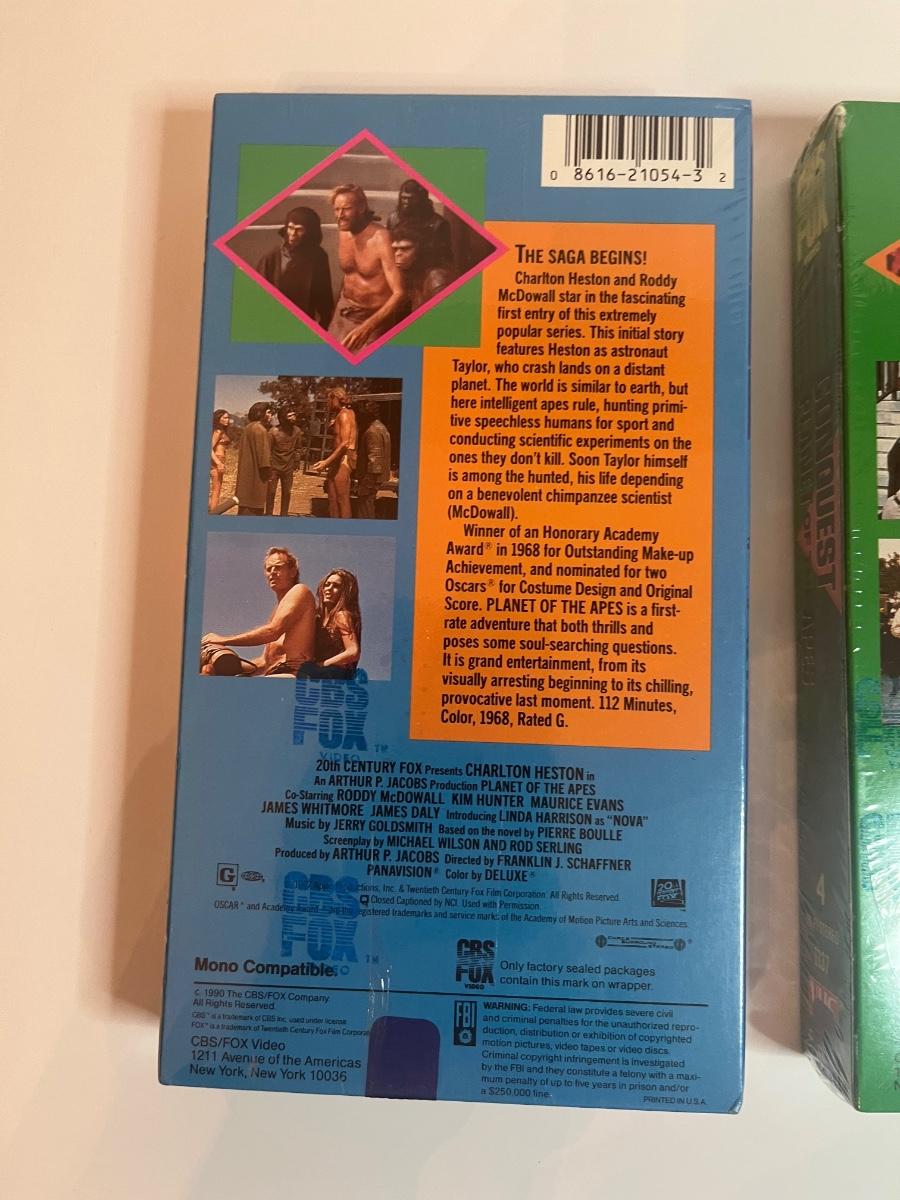 0 8616-21054-3 2
THE SAGA BEGINS!
Charlton Heston and Roddy
McDowall star in the fascinating
first entry of this extremely
popular series. This initial story
features Heston as astronaut
Taylor, who crash lands on a distant
planet. The world is similar to earth, but
here intelligent apes rule, hunting primi-
tive speechless humans for sport and
conducting scientific experiments on the
ones they don't kill. Soon Taylor himself
is among the hunted, his life depending
on a benevolent chimpanzee scientist
(McDowall).
Winner of an Honorary Academy
Award® in 1968 for Outstanding Make-up
Achievement, and nominated for two
Oscars® for Costume Design and Original
Score. PLANET OF THE APES is a first-
rate adventure that both thrills and
poses some soul-searching questions.
It is grand entertainment, from its
visually arresting beginning to its chilling,
provocative last moment. 112 Minutes,
Color, 1968, Rated G.
CBS
FOX
VIDEO ™
20th CENTURY FOX Presents CHARLTON HESTON in
An ARTHUR P. JACOBS Production PLANET OF THE APES
Co-Starring RODDY McDOWALL KIM HUNTER MAURICE EVANS
JAMES WHITMORE JAMES DALY Introducing LINDA HARRISON as "NOVA"
Music by JERRY GOLDSMITH Based on the novel by PIERRE BOULLE
Screenplay by MICHAEL WILSON AND ROD SERLING
Produced by ARTHUR P. JACOBS Directed by FRANKLIN J. SCHAFFNER
PANAVISION® Color by DELUXE®
G
Inc. & Twentieth Century Fox Film Corporation. All Rights Reserved.
Closed Captioned by NCI. Used with Permission.
OSCAR® and Academy registered trademarks and service marks of the Academy of Motion Picture Arts and Sciences.
20
CENTURY
FOX
CBS
FOX
™
Mono Compatible.
CBS
FOX
VIDEO
Only factory sealed packages
contain this mark on wrapper.
© 1990 The CBS/FOX Company.
All Rights Reserved.
CBS™ is a trademark of CBS Inc. used under license
FOX™ is a trademark of Twentieth Century Fox Film
CBS/FOX Video
1211 Avenue of the Americas
New York, New York 10036
FBI
WARNING: Federal law provides severe civil
and criminal penalties for the unauthorized repro-
duction, distribution or exhibition of copyrighted
motion pictures, video tapes or video discs.
Criminal copyright infringement is investigated
by the FBI and they constitute a felony with a maxi-
mum penalty of up to five years in prison and/or
a $250,000 fine.
PRINTED IN U.S.A.
CBS
FOX
CONQUEST
APES
4